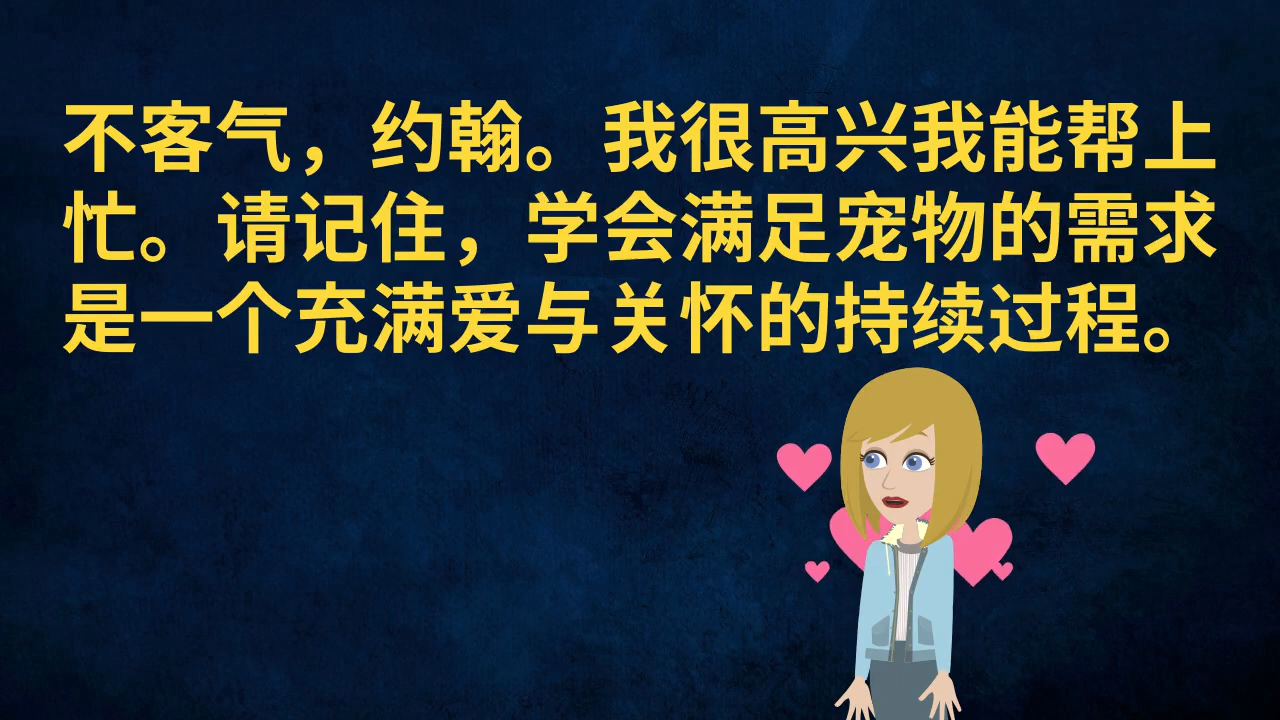 不客气，约翰。我很高兴我能帮上
忙。请记住，学会满足宠物的需求
是一个充满爱与关怀的持续过程。